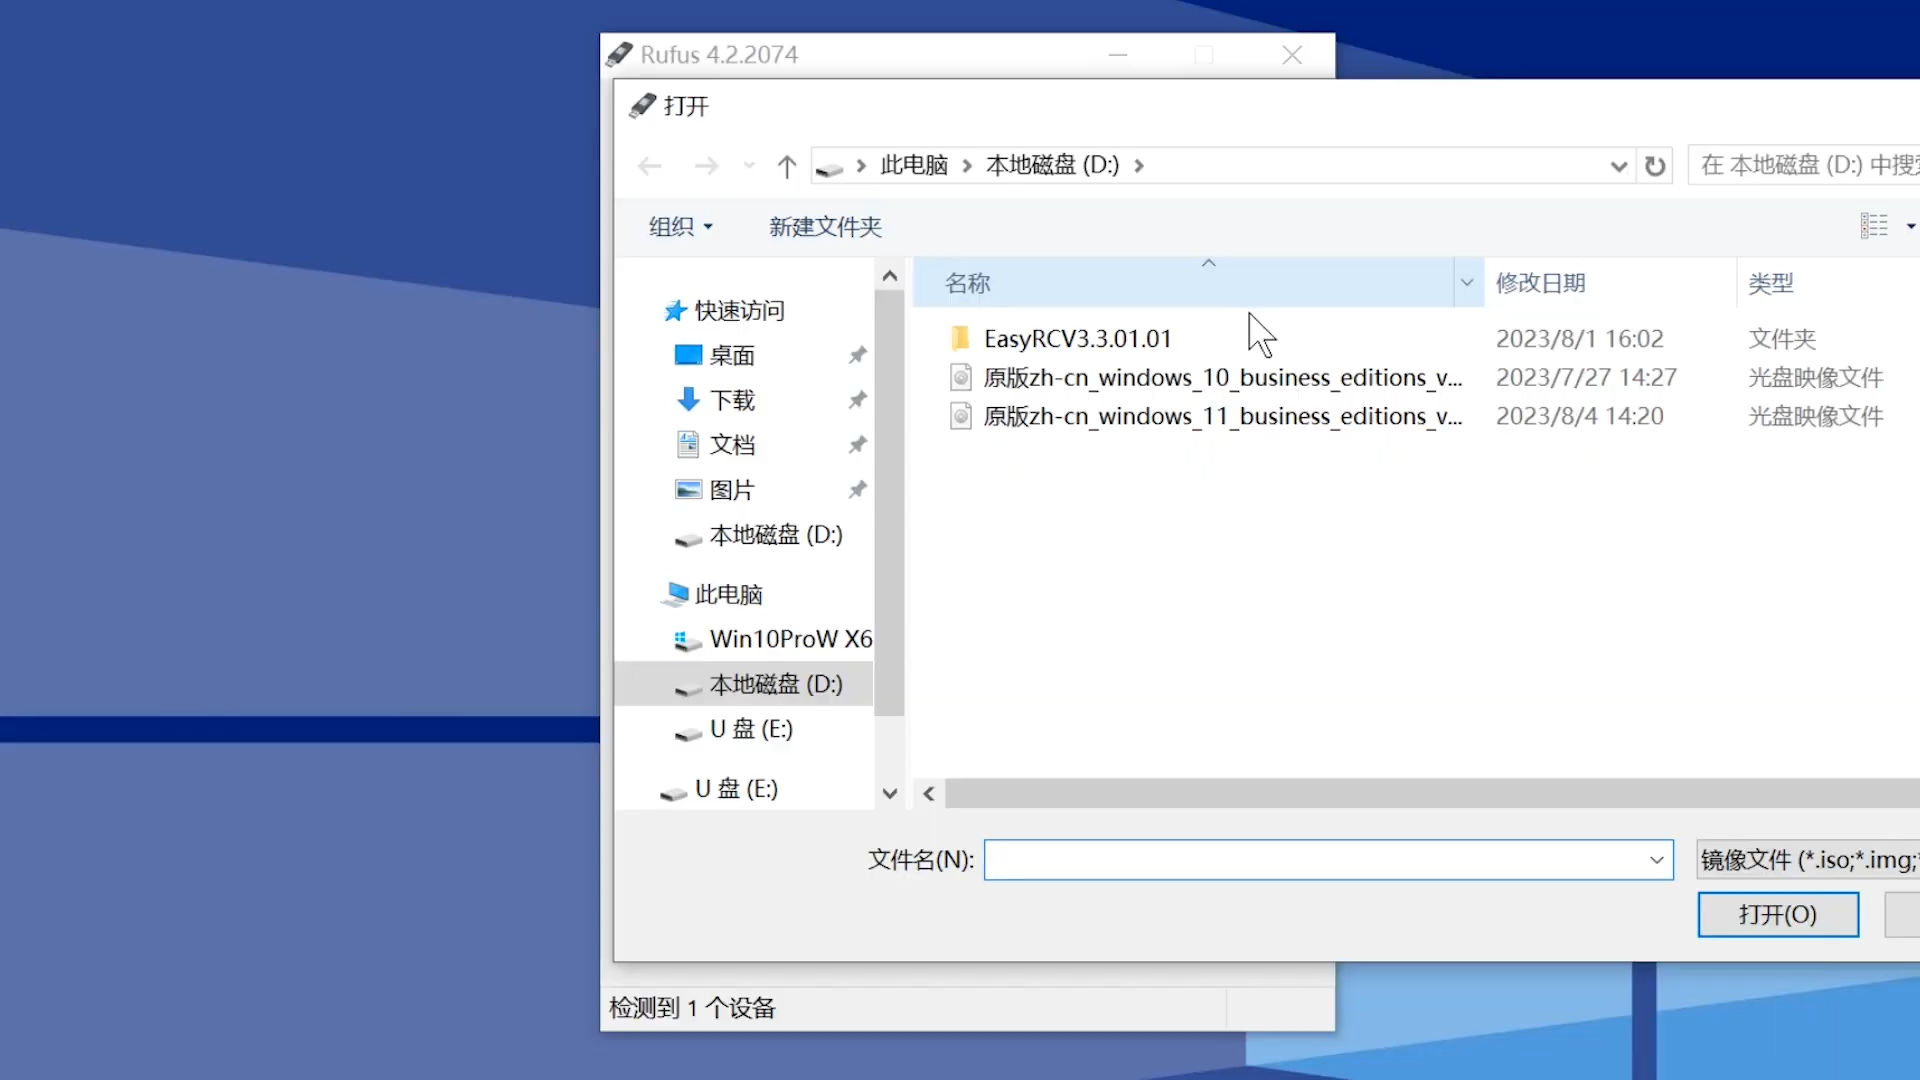 Rufus 4.2.2074
打开
此电脑 本地磁盘 (D:)
在 本地磁盘 (D:) 中搜
组织 新建文件夹
名称 修改日期 类型
EasyRCV3.3.01.01 2023/8/1 16:02 文件夹
原版zh-cn_windows_10_business_editions_v... 2023/7/27 14:27 光盘映像文件
原版zh-cn_windows_11_business_editions_v... 2023/8/4 14:20 光盘映像文件
快速访问
桌面
下载
文档
图片
本地磁盘 (D:)
此电脑
Win10ProW X6
本地磁盘 (D:)
U 盘 (E:)
U 盘 (E:)
文件名(N):
镜像文件 (*.iso;*.img;*
打开(O)
检测到 1 个设备